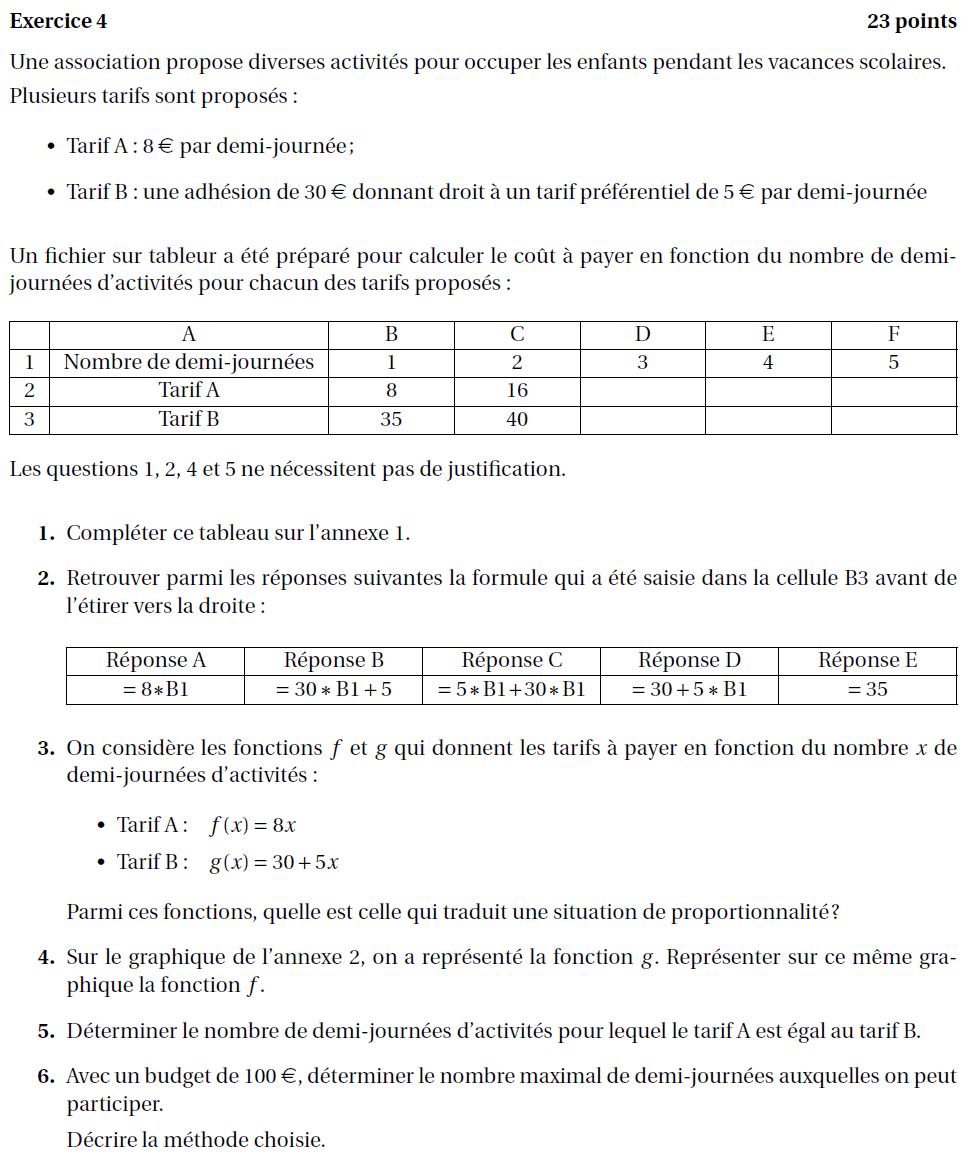 Exercice 4 23 points
Une association propose diverses activités pour occuper les enfants pendant les vacances scolaires.
Plusieurs tarifs sont proposés :
• Tarif A : 8 € par demi-journée ;
• Tarif B : une adhésion de 30 € donnant droit à un tarif préférentiel de 5 € par demi-journée
Un fichier sur tableur a été préparé pour calculer le coût à payer en fonction du nombre de demi-
journées d'activités pour chacun des tarifs proposés :
A B C D E F
1 Nombre de demi-journées 1 2 3 4 5
2 Tarif A 8 16
3 Tarif B 35 40
Les questions 1, 2, 4 et 5 ne nécessitent pas de justification.
1. Compléter ce tableau sur l'annexe 1.
2. Retrouver parmi les réponses suivantes la formule qui a été saisie dans la cellule B3 avant de
l'étirer vers la droite :
Réponse A Réponse B Réponse C Réponse D Réponse E
= 8∗B1 = 30 ∗ B1 + 5 = 5∗B1+30∗B1 = 30 + 5 ∗ B1 = 35
3. On considère les fonctions f et g qui donnent les tarifs à payer en fonction du nombre x de
demi-journées d'activités :
• Tarif A : f(x) = 8x
• Tarif B : g(x) = 30 + 5x
Parmi ces fonctions, quelle est celle qui traduit une situation de proportionnalité ?
4. Sur le graphique de l'annexe 2, on a représenté la fonction g. Représenter sur ce même gra-
phique la fonction f.
5. Déterminer le nombre de demi-journées d'activités pour lequel le tarif A est égal au tarif B.
6. Avec un budget de 100 €, déterminer le nombre maximal de demi-journées auxquelles on peut
participer.
Décrire la méthode choisie.